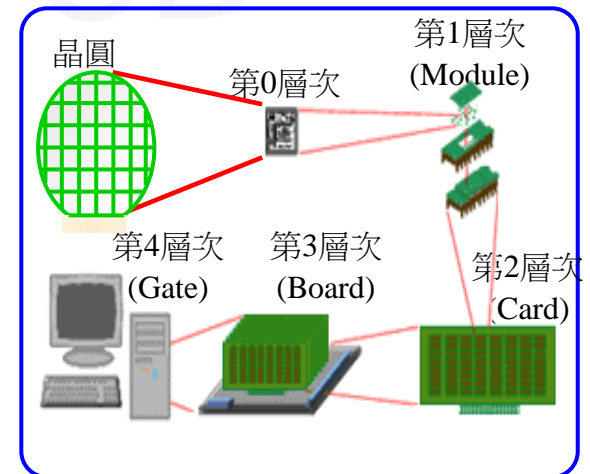 晶圓
第0層次
第1層次
(Module)
第2層次
(Card)
第3層次
(Board)
第4層次
(Gate)